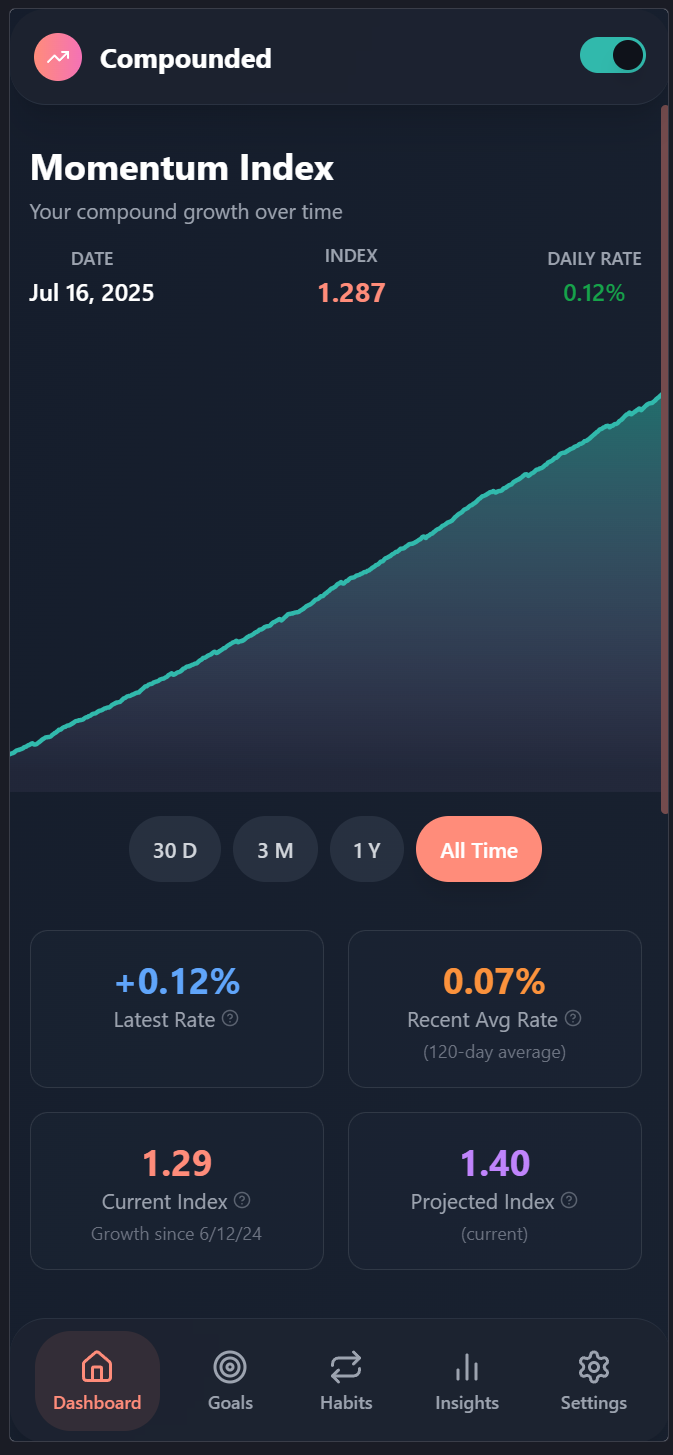 Compounded
Momentum Index
Your compound growth over time
DATE
Jul 16, 2025
INDEX
1.287
DAILY RATE
0.12%
30 D
3 M
1 Y
All Time
+0.12%
Latest Rate
0.07%
Recent Avg Rate
(120-day average)
1.29
Current Index
Growth since 6/12/24
1.40
Projected Index
(current)
Dashboard
Goals
Habits
Insights
Settings